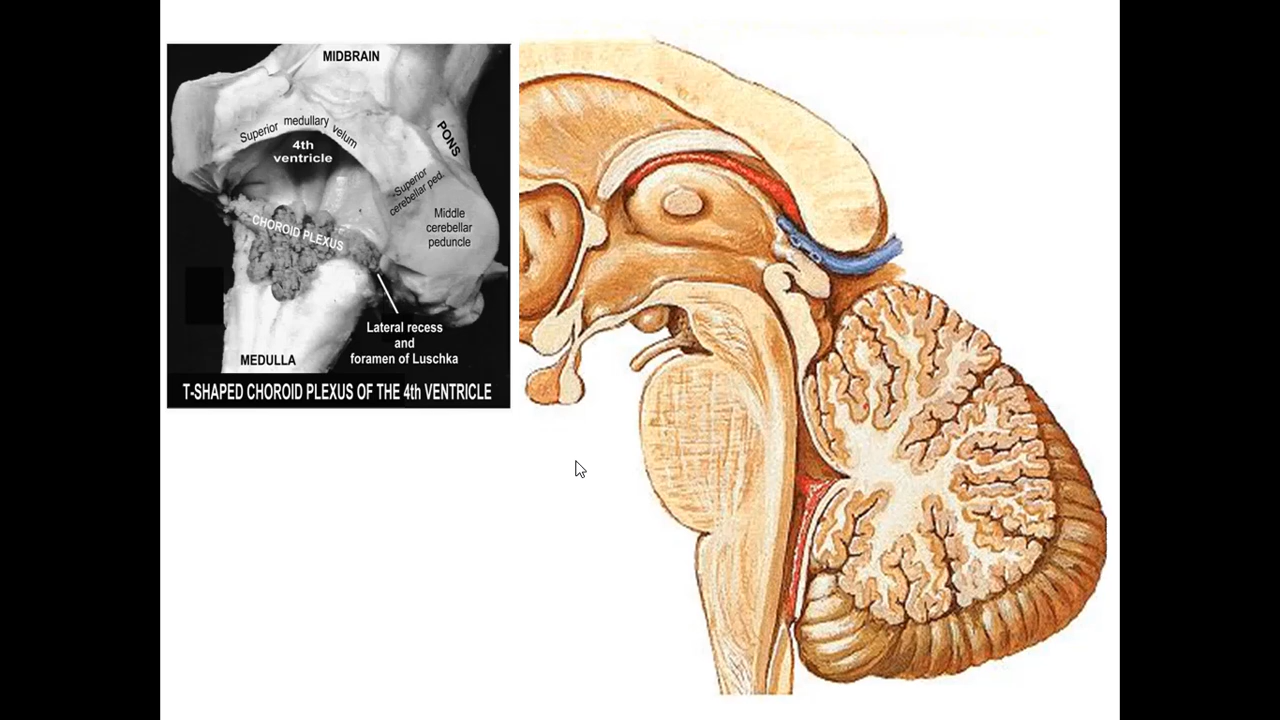 MIDBRAIN
Superior medullary velum
PONS
4th
ventricle
Superior
cerebellar ped.
CHOROID PLEXUS
Middle
cerebellar
peduncle
Lateral recess
and
foramen of Luschka
MEDULLA
T-SHAPED CHOROID PLEXUS OF THE 4th VENTRICLE